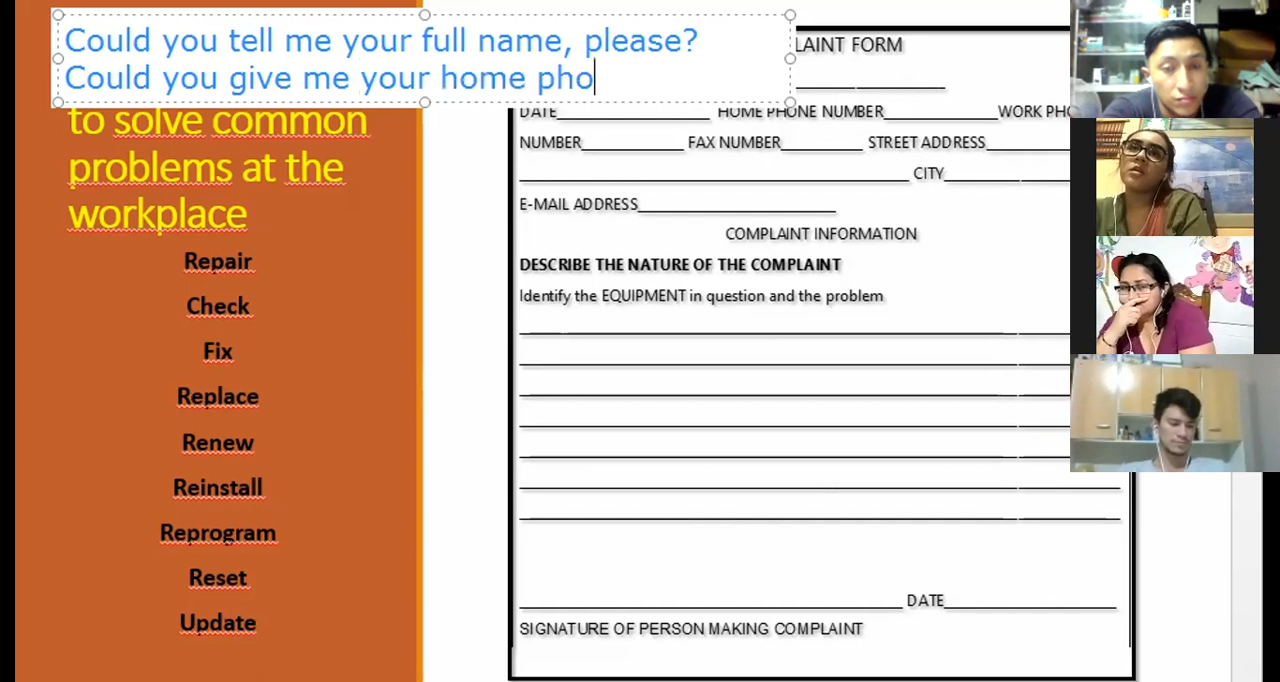 Could you tell me your full name, please?
Could you give me your home pho
to solve common
problems at the
workplace
Repair
Check
Fix
Replace
Renew
Reinstall
Reprogram
Reset
Update
LAINT FORM
DATE HOME PHONE NUMBER WORK PHO
NUMBER FAX NUMBER STREET ADDRESS
CITY
E-MAIL ADDRESS
COMPLAINT INFORMATION
DESCRIBE THE NATURE OF THE COMPLAINT
Identify the EQUIPMENT in question and the problem
DATE
SIGNATURE OF PERSON MAKING COMPLAINT